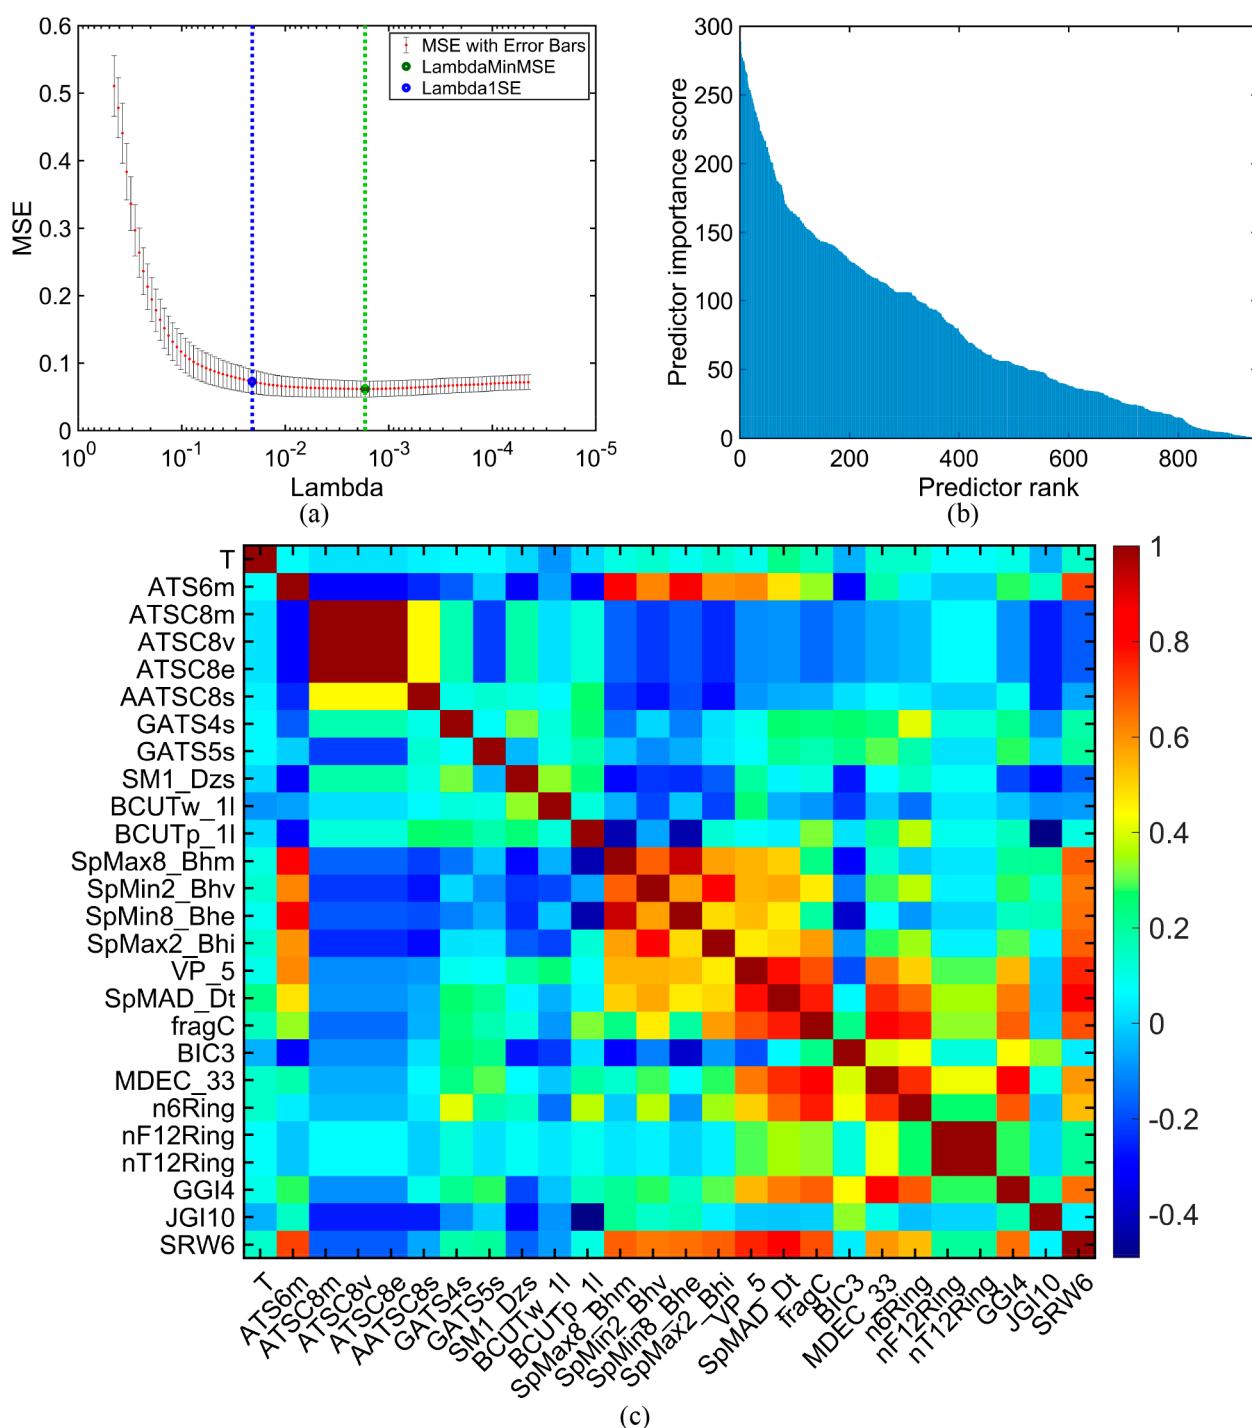 0.6
0.5
0.4
0.3
0.2
0.1
0
MSE
MSE with Error Bars
LambdaMinMSE
Lambda1SE
10^0 10^-1 10^-2 10^-3 10^-4 10^-5
Lambda
(a)
300
250
200
150
100
50
0
Predictor importance score
0 200 400 600 800
Predictor rank
(b)
T
ATS6m
ATSC8m
ATSC8v
ATSC8e
AATSC8s
GATS4s
GATS5s
SM1_Dzs
BCUTw_1l
BCUTp_1l
SpMax8_Bhm
SpMin2_Bhv
SpMin8_Bhe
SpMax2_Bhi
VP_5
SpMAD_Dt
fragC
BIC3
MDEC_33
n6Ring
nF12Ring
nT12Ring
GGI4
JGI10
SRW6
T
ATS6m
ATSC8m
ATSC8v
ATSC8e
AATSC8s
GATS4s
GATS5s
SM1_Dzs
BCUTw_1l
BCUTp_1l
SpMax8_Bhm
SpMin2_Bhv
SpMin8_Bhe
SpMax2_Bhi
VP_5
SpMAD_Dt
fragC
BIC3
MDEC_33
n6Ring
nF12Ring
nT12Ring
GGI4
JGI10
SRW6
1
0.8
0.6
0.4
0.2
0
-0.2
-0.4
(c)